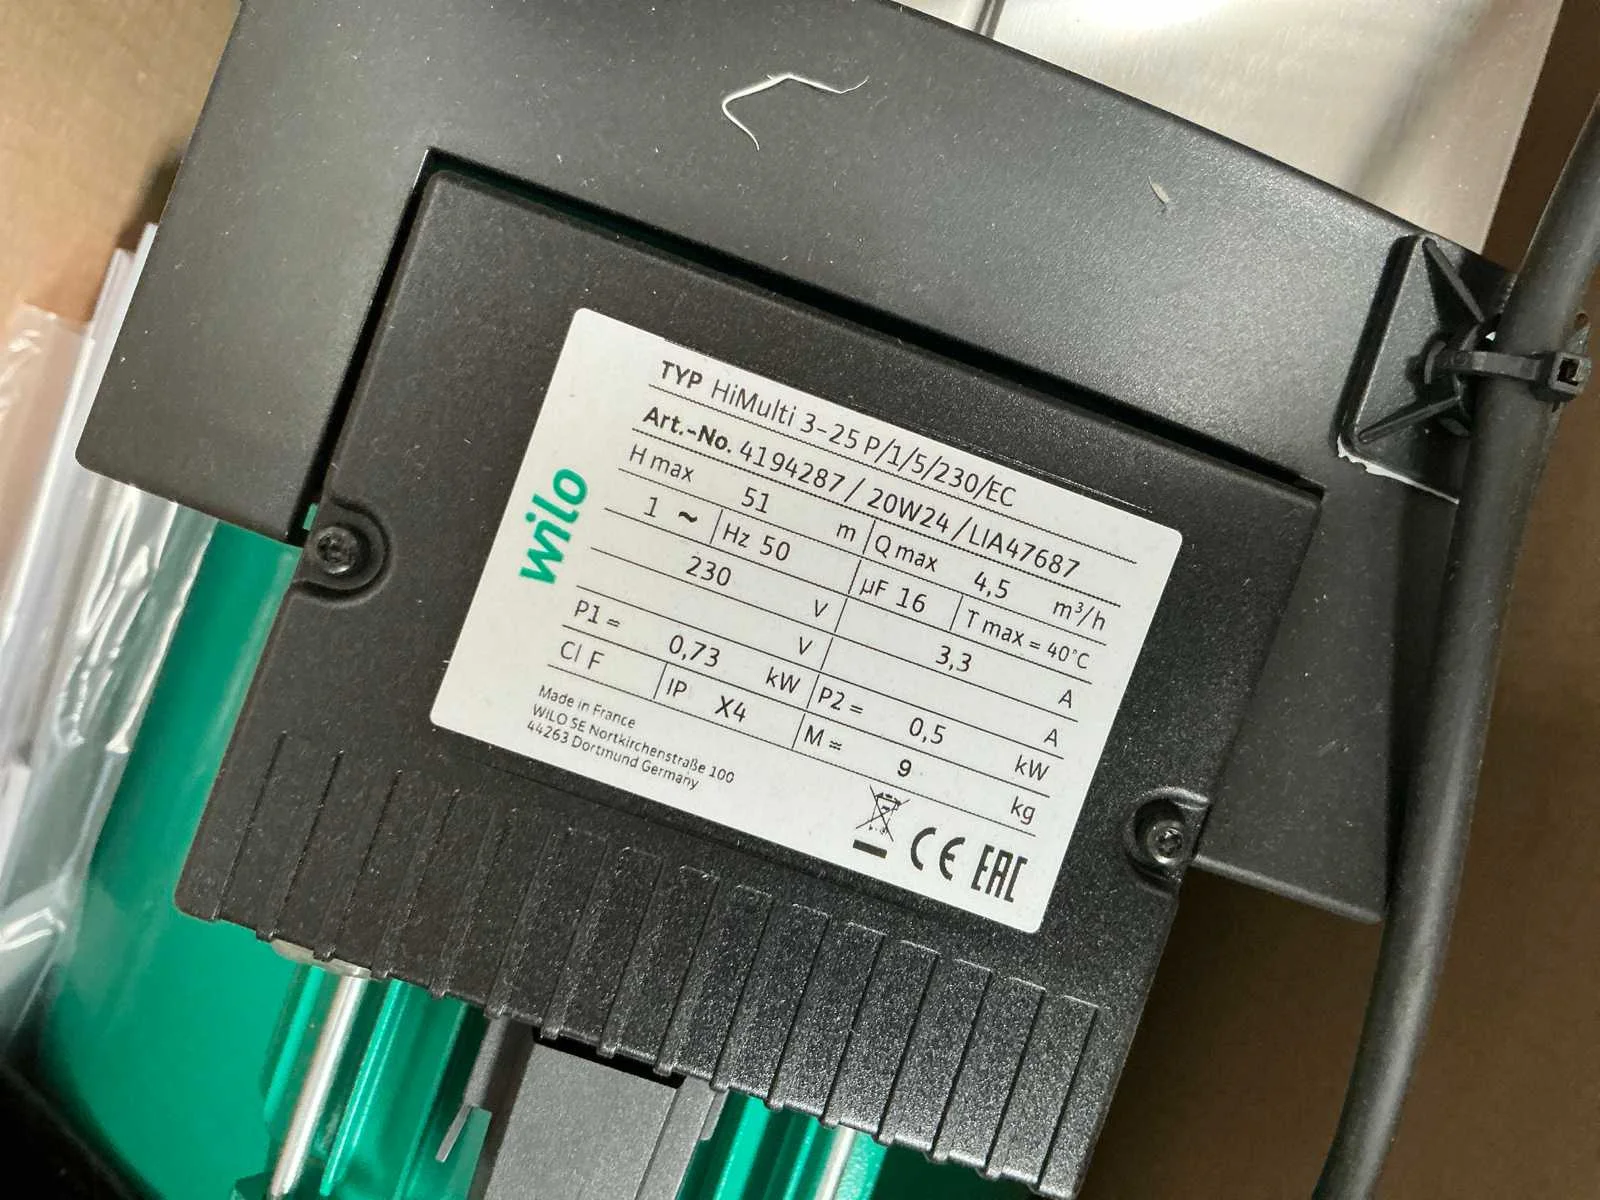 wilo
TYP HiMulti 3-25 P/1/5/230/EC
Art.-No. 4194287 / 20W24 /LIA47687
H max 51 m Q max 4,5 m³/h
1 ~ Hz 50 µF 16 T max = 40°C
230 V 3,3 A
V A
P1 = 0,73 kW P2 = 0,5 kW
Cl F IP X4 M = 9 kg
Made in France
WILO SE Nortkirchenstraße 100
44263 Dortmund Germany
CE EAC